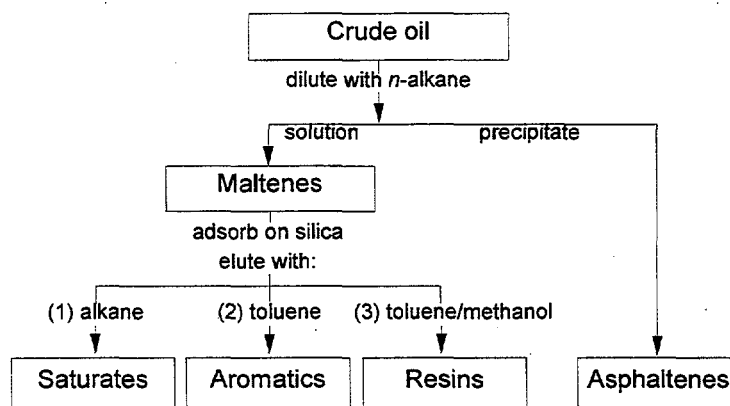 Crude oil
dilute with n-alkane
solution precipitate
Maltenes
adsorb on silica
elute with:
(1) alkane (2) toluene (3) toluene/methanol
Saturates Aromatics Resins Asphaltenes